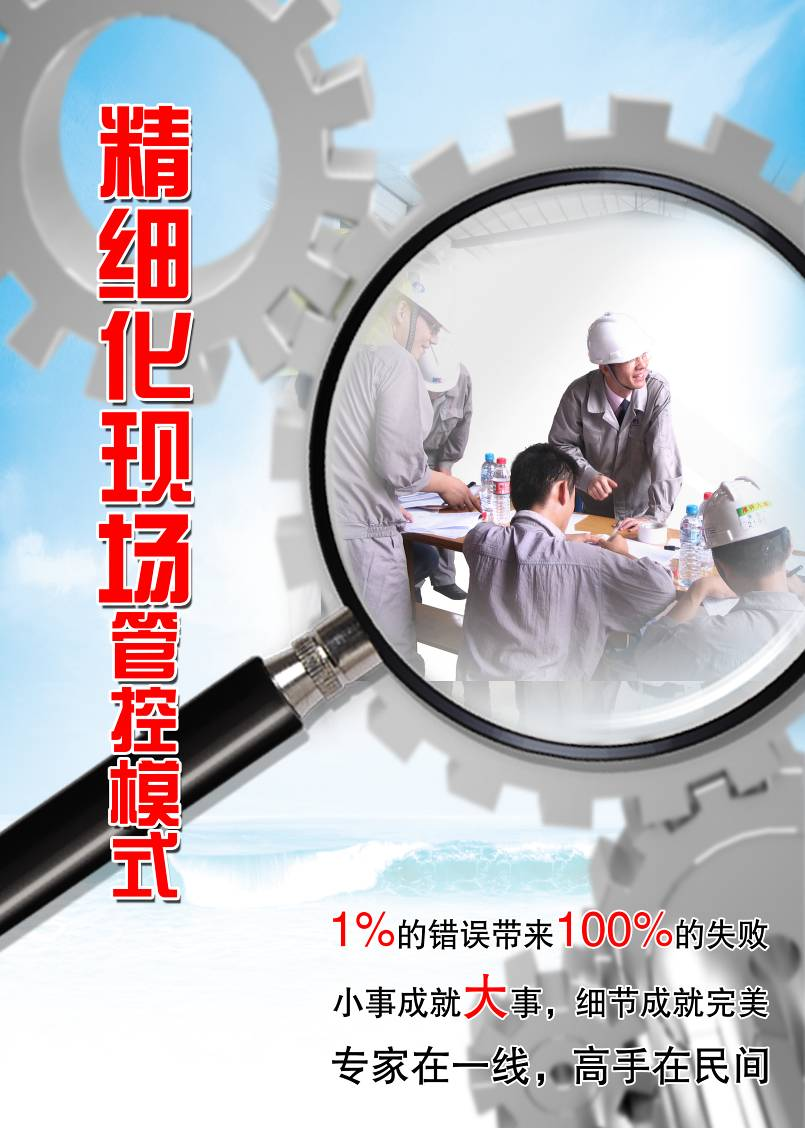 精细化现场管控模式
1%的错误带来100%的失败
小事成就大事，细节成就完美
专家在一线，高手在民间